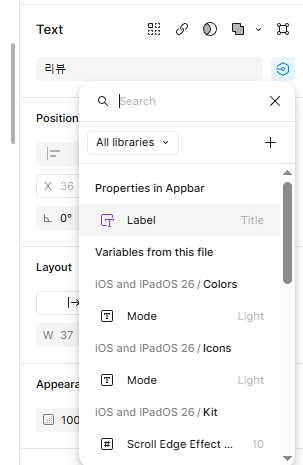 Text
리뷰
Position
Search
All libraries
Properties in Appbar
Label Title
Variables from this file
X 36
0°
iOS and iPadOS 26 / Colors
Layout
Mode Light
W 37
iOS and iPadOS 26 / Icons
Mode Light
Appeara
iOS and iPadOS 26 / Kit
100
Scroll Edge Effect ... 10